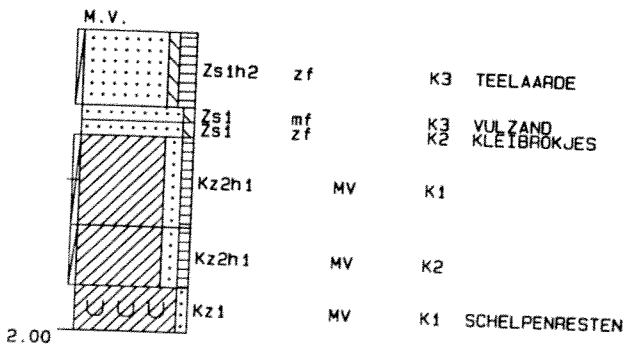 M.V.
Zs1h2 zf K3 TEELAARDE
Zs1 mf K3 VULZAND
Zs1 zf K2 KLEIBROKJES
Kz2h1 MV K1
Kz2h1 MV K2
Kz1 MV K1 SCHELPENRESTEN
2.00